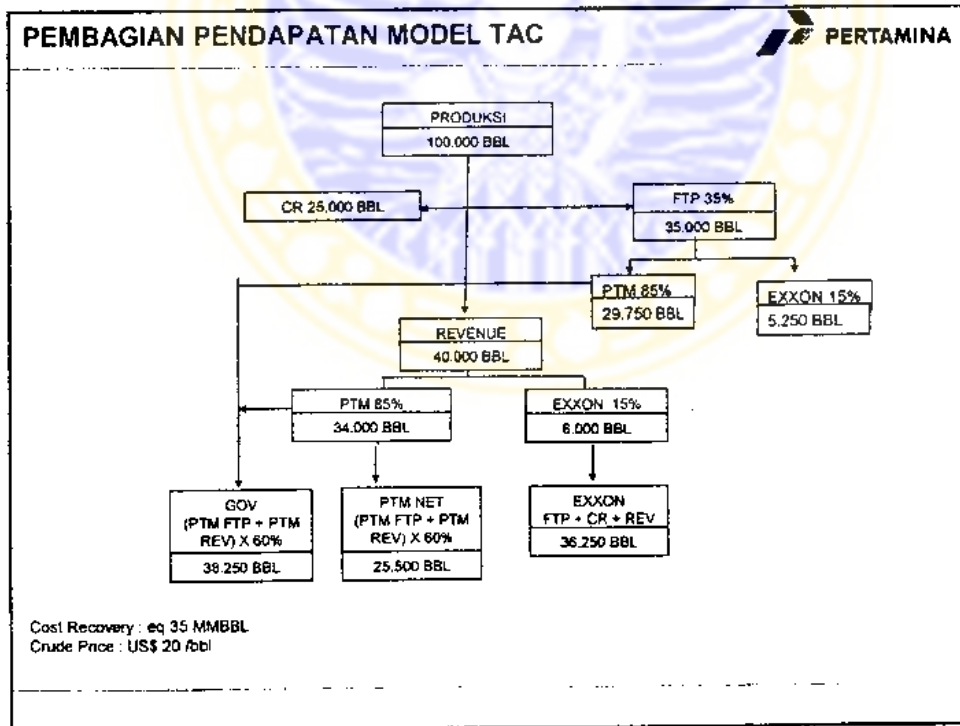 PEMBAGIAN PENDAPATAN MODEL TAC
PERTAMINA
PRODUKSI
100.000 BBL
CR 25,000 BBL
FTP 35%
35.000 BBL
PTM 85%
29.750 BBL
EXXON 15%
5.250 BBL
REVENUE
40.000 BBL
PTM 85%
34.000 BBL
EXXON 15%
6.000 BBL
GOV
(PTM FTP + PTM
REV) X 60%
38.250 BBL
PTM NET
(PTM FTP + PTM
REV) X 60%
25.500 BBL
EXXON
FTP + CR + REV
36.250 BBL
Cost Recovery : eq 35 MMBBL
Crude Price : US$ 20 /bbl